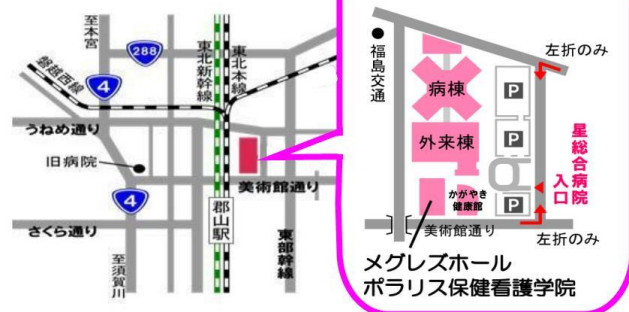 至本宮
288
4
磐越西線
東北新幹線
東北本線
うねめ通り
旧病院
美術館通り
4
郡山駅
さくら通り
東部幹線
至須賀川
福島交通
左折のみ
病棟
P
外来棟
P
星総合病院
入口
かがやき
健康館
P
美術館通り
左折のみ
メグレズホール
ポラリス保健看護学院